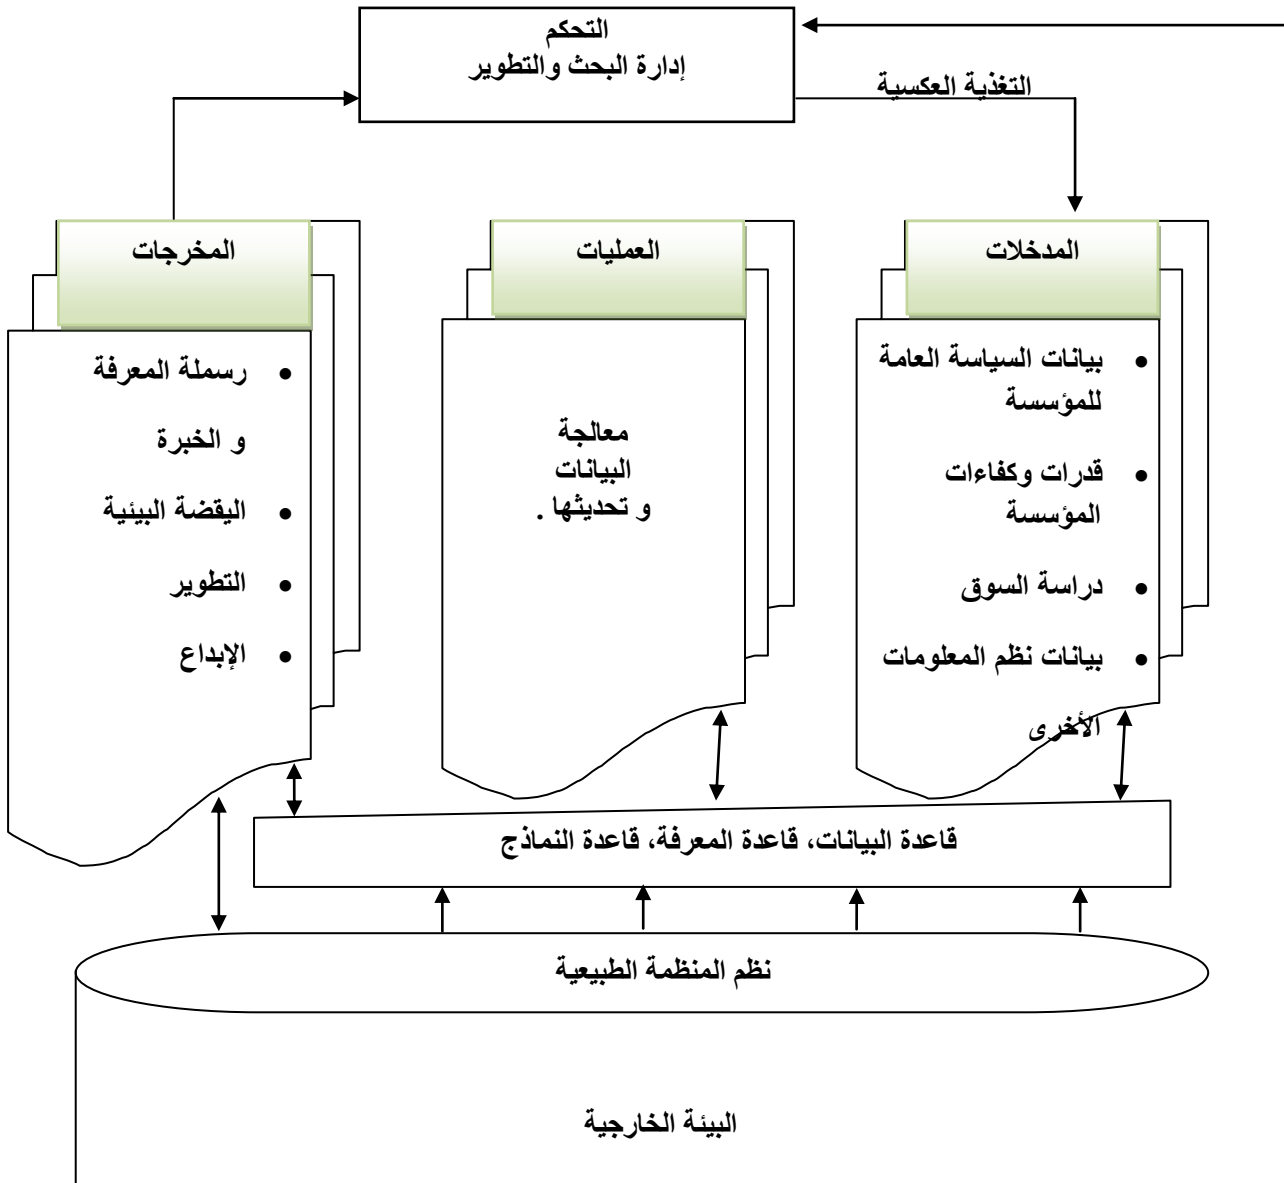 التحكم
إدارة البحث والتطوير
التغذية العكسية
المدخلات
بيانات السياسة العامة
للمؤسسة
قدرات وكفاءات
المؤسسة
دراسة السوق
بيانات نظم المعلومات
الأخرى
العمليات
معالجة
البيانات
و تحديثها .
المخرجات
رسملة المعرفة
و الخبرة
اليقضة البيئية
التطوير
الإبداع
قاعدة البيانات، قاعدة المعرفة، قاعدة النماذج
نظم المنظمة الطبيعية
البيئة الخارجية